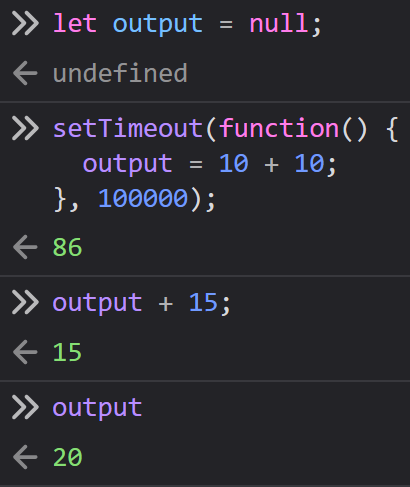 >> let output = null;
← undefined
>> setTimeout(function() {
  output = 10 + 10;
}, 100000);
← 86
>> output + 15;
← 15
>> output
← 20